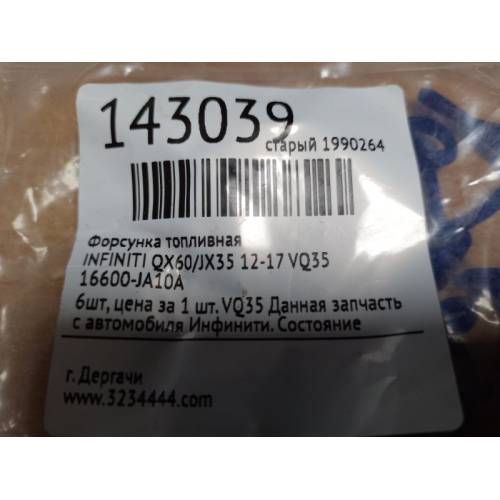 143039
старый 1990264
Форсунка топливная
INFINITI QX60/JX35 12-17 VQ35
16600-JA10A
6шт, цена за 1 шт. VQ35 Данная запчасть
с автомобиля Инфинити. Состояние
г. Дергачи
www.3234444.com